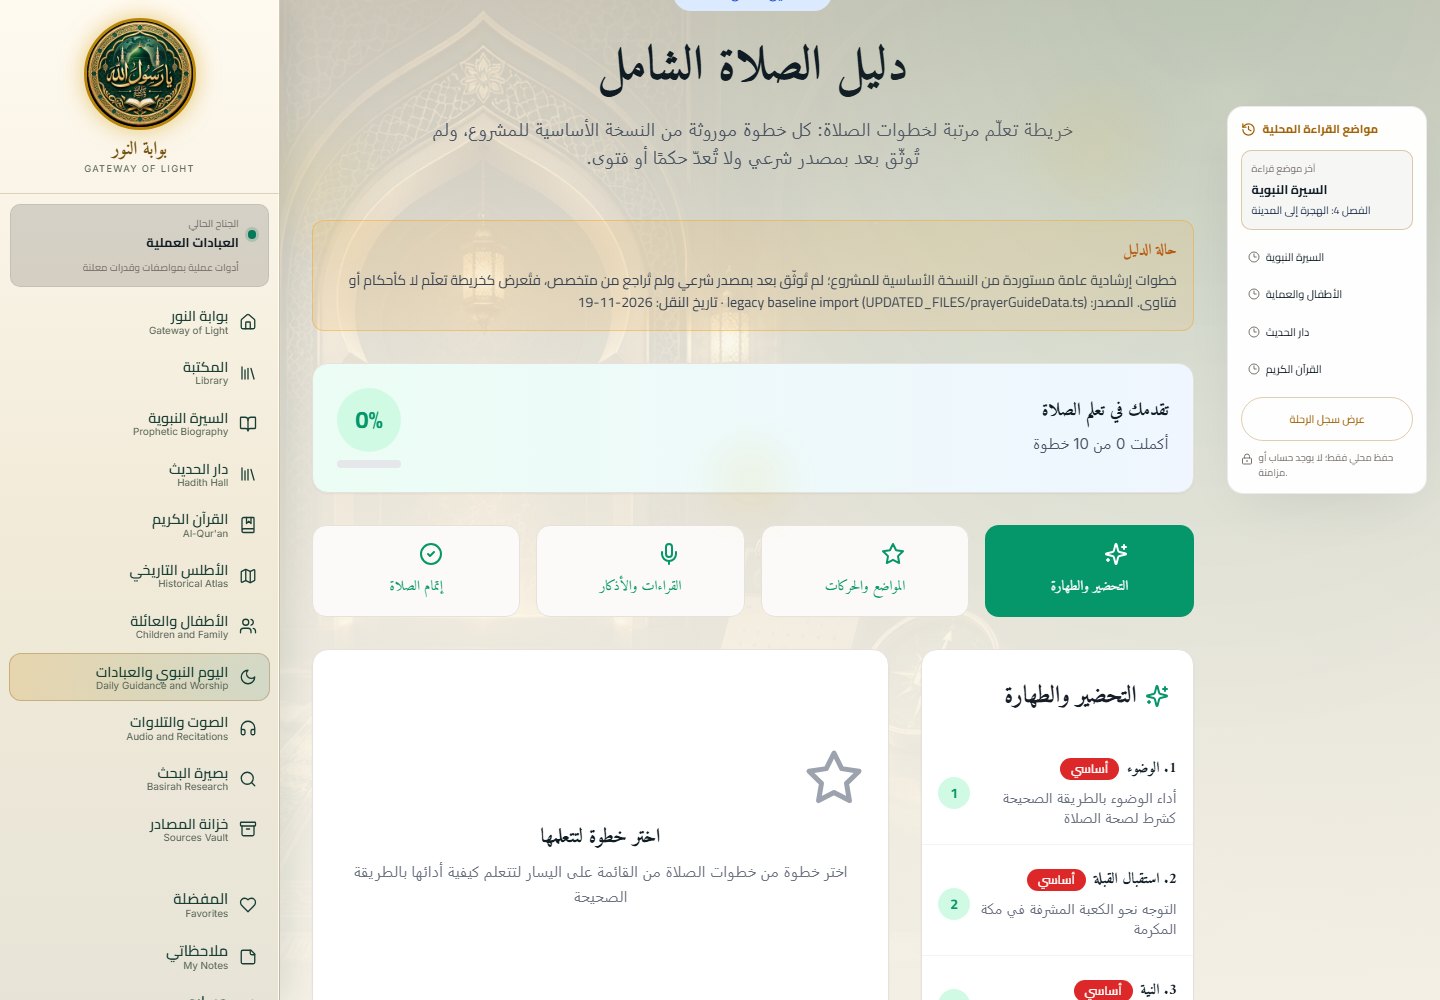 يا رسول الله
بوابة النور
GATEWAY OF LIGHT
الجناح الحالي
العبادات العملية
أدوات عملية بمواصفات وقدرات معلنة
بوابة النور
Gateway of Light
المكتبة
Library
السيرة النبوية
Prophetic Biography
دار الحديث
Hadith Hall
القرآن الكريم
Al-Qur'an
الأطلس التاريخي
Historical Atlas
الأطفال والعائلة
Children and Family
اليوم النبوي والعبادات
Daily Guidance and Worship
الصوت والتلاوات
Audio and Recitations
بصيرة البحث
Basirah Research
خزانة المصادر
Sources Vault
المفضلة
Favorites
ملاحظاتي
My Notes
دليل الصلاة الشامل
خريطة تعلّم مرتبة لخطوات الصلاة: كل خطوة موروثة من النسخة الأساسية للمشروع، ولم
تُوثّق بعد بمصدر شرعي ولا تُعدّ حكمًا أو فتوى.
حالة الدليل
خطوات إرشادية عامة مستوردة من النسخة الأساسية للمشروع؛ لم تُوثّق بعد بمصدر شرعي ولم تُراجع من متخصص، فتُعرض كخريطة تعلّم لا كأحكام أو
فتاوى. المصدر: legacy baseline import (UPDATED_FILES/prayerGuideData.ts) · تاريخ النقل: 2026-11-19
تقدمك في تعلم الصلاة
أكملت 0 من 10 خطوة
0%
التحضير والطهارة
المواضع والحركات
القراءات والأذكار
إتمام الصلاة
التحضير والطهارة
1. الوضوء أساسي
أداء الوضوء بالطريقة الصحيحة
كشرط لصحة الصلاة
1
2. استقبال القبلة أساسي
التوجه نحو الكعبة المشرفة في مكة
المكرمة
2
3. النية أساسي
اختر خطوة لتتعلمها
اختر خطوة من خطوات الصلاة من القائمة على اليسار لتتعلم كيفية أدائها بالطريقة
الصحيحة
مواضع القراءة المحلية
آخر موضع قراءة
السيرة النبوية
الفصل 4: الهجرة إلى المدينة
السيرة النبوية
الأطفال والعماية
دار الحديث
القرآن الكريم
عرض سجل الرحلة
حفظ محلي فقط؛ لا يوجد حساب أو
مزامنة.